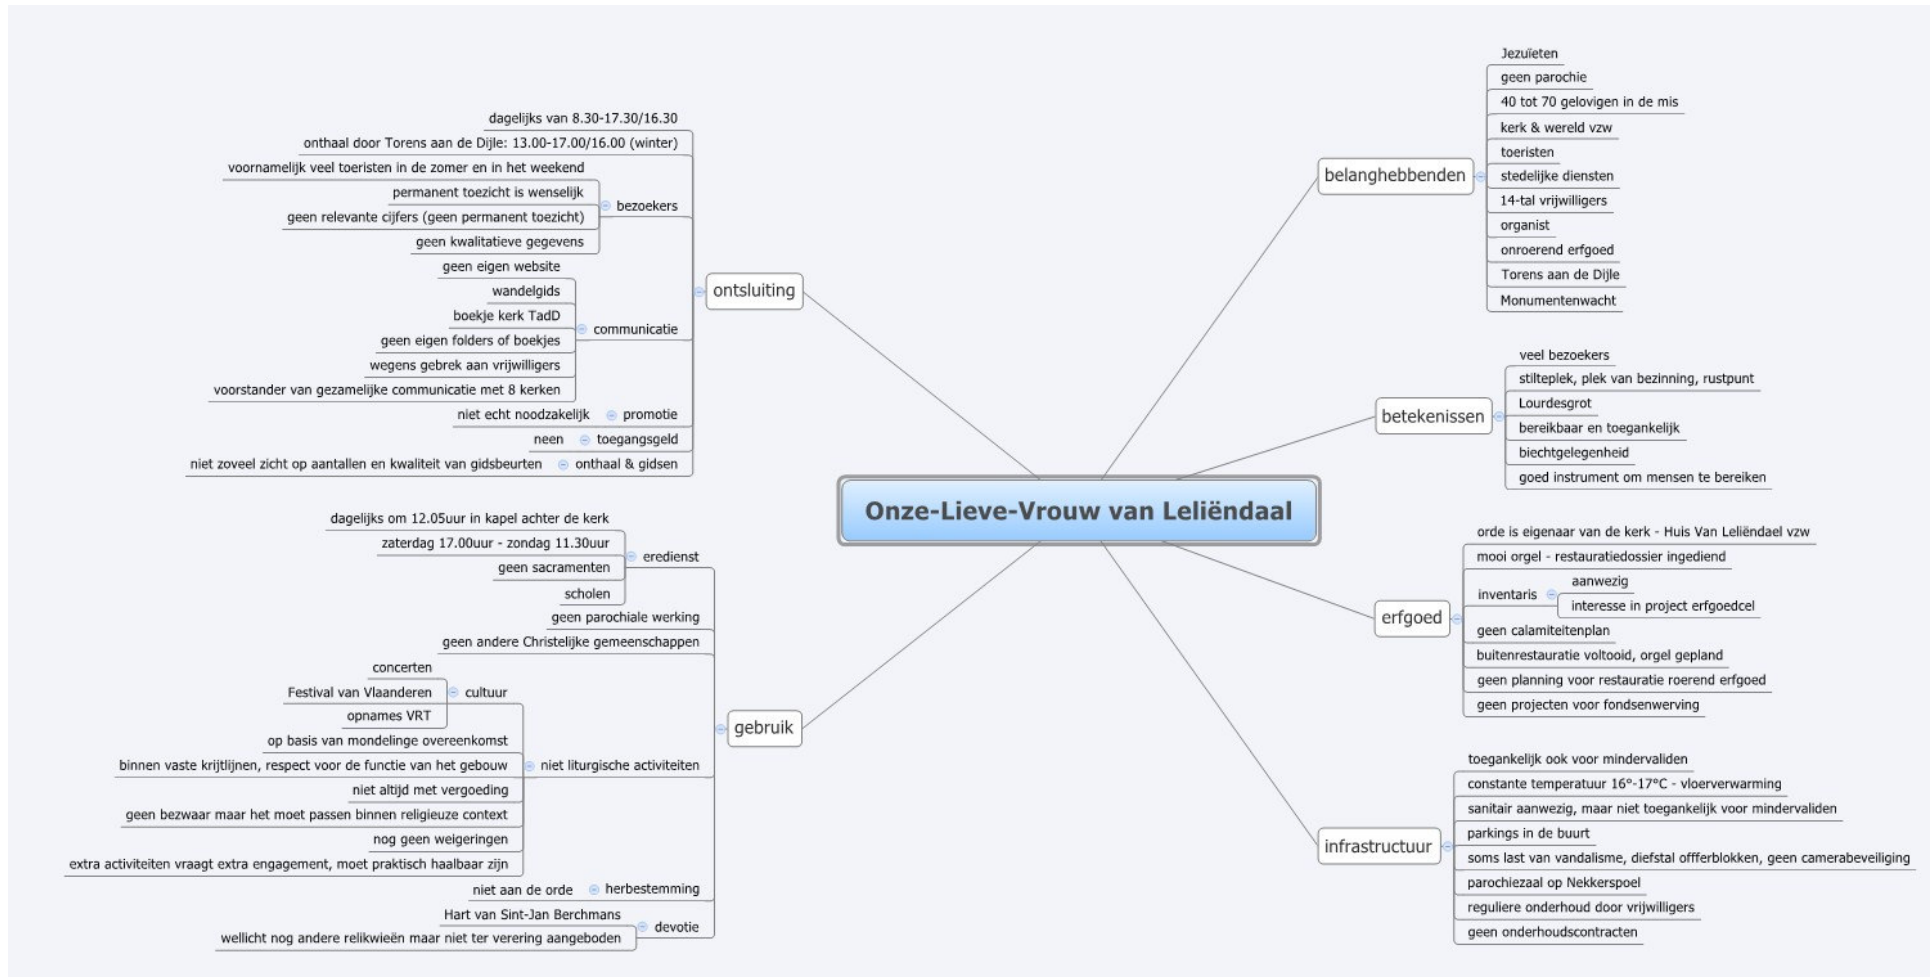 Onze-Lieve-Vrouw van Leliëndaal
belanghebbenden
Jezuïeten
geen parochie
40 tot 70 gelovigen in de mis
kerk & wereld vzw
toeristen
stedelijke diensten
14-tal vrijwilligers
organist
onroerend erfgoed
Torens aan de Dijle
Monumentenwacht
betekenissen
veel bezoekers
stilteplek, plek van bezinning, rustpunt
Lourdesgrot
bereikbaar en toegankelijk
biechtgelegenheid
goed instrument om mensen te bereiken
erfgoed
orde is eigenaar van de kerk - Huis Van Leliëndael vzw
mooi orgel - restauratiedossier ingediend
inventaris
aanwezig
interesse in project erfgoedcel
geen calamiteitenplan
buitenrestauratie voltooid, orgel gepland
geen planning voor restauratie roerend erfgoed
geen projecten voor fondsenwerving
infrastructuur
toegankelijk ook voor mindervaliden
constante temperatuur 16°-17°C - vloerverwarming
sanitair aanwezig, maar niet toegankelijk voor mindervaliden
parkings in de buurt
soms last van vandalisme, diefstal offferblokken, geen camerabeveiliging
parochiezaal op Nekkerspoel
reguliere onderhoud door vrijwilligers
geen onderhoudscontracten
ontsluiting
dagelijks van 8.30-17.30/16.30
onthaal door Torens aan de Dijle: 13.00-17.00/16.00 (winter)
bezoekers
voornamelijk veel toeristen in de zomer en in het weekend
permanent toezicht is wenselijk
geen relevante cijfers (geen permanent toezicht)
geen kwalitatieve gegevens
communicatie
geen eigen website
wandelgids
boekje kerk TadD
geen eigen folders of boekjes
wegens gebrek aan vrijwilligers
voorstander van gezamelijke communicatie met 8 kerken
promotie
niet echt noodzakelijk
toegangsgeld
neen
onthaal & gidsen
niet zoveel zicht op aantallen en kwaliteit van gidsbeurten
gebruik
eredienst
dagelijks om 12.05uur in kapel achter de kerk
zaterdag 17.00uur - zondag 11.30uur
geen sacramenten
scholen
geen parochiale werking
geen andere Christelijke gemeenschappen
niet liturgische activiteiten
cultuur
concerten
Festival van Vlaanderen
opnames VRT
op basis van mondelinge overeenkomst
binnen vaste krijtlijnen, respect voor de functie van het gebouw
niet altijd met vergoeding
geen bezwaar maar het moet passen binnen religieuze context
nog geen weigeringen
extra activiteiten vraagt extra engagement, moet praktisch haalbaar zijn
herbestemming
niet aan de orde
devotie
Hart van Sint-Jan Berchmans
wellicht nog andere relikwieën maar niet ter verering aangeboden